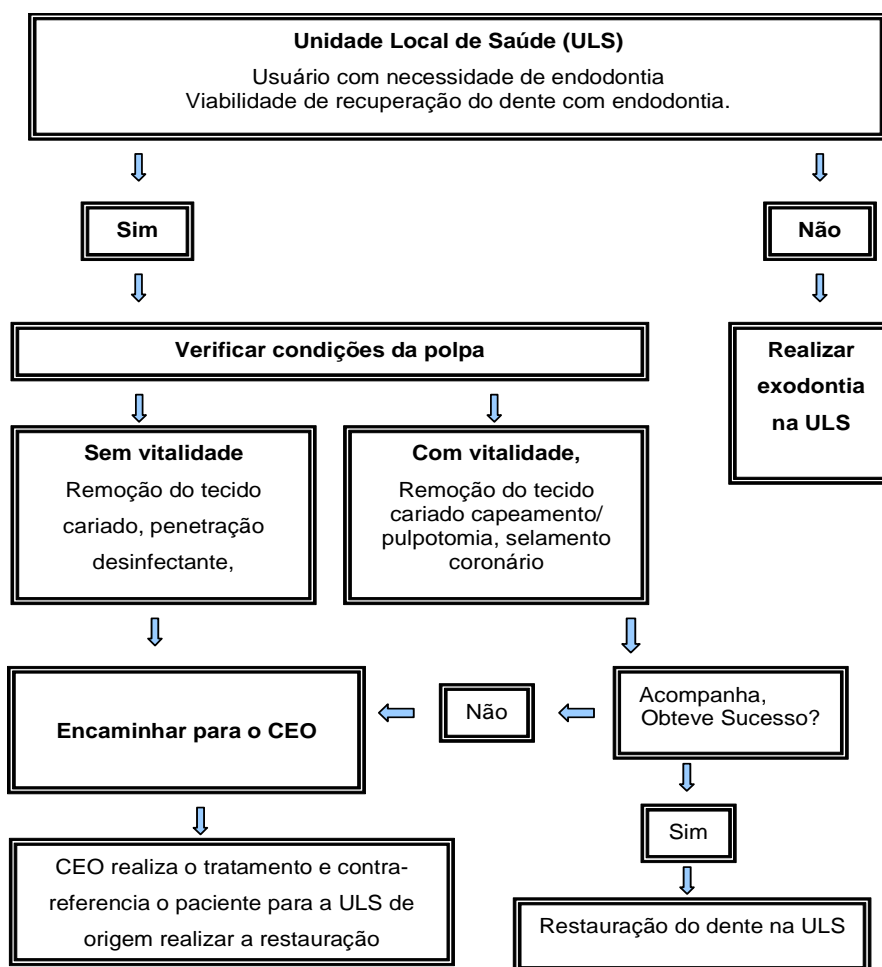 Unidade Local de Saúde (ULS)
Usuário com necessidade de endodontia
Viabilidade de recuperação do dente com endodontia.
Sim
Não
Verificar condições da polpa
Realizar
exodontia
na ULS
Sem vitalidade
Remoção do tecido
cariado, penetração
desinfectante,
Com vitalidade,
Remoção do tecido
cariado capeamento/
pulpotomia, selamento
coronário
Encaminhar para o CEO
Não
Acompanha,
Obteve Sucesso?
Sim
CEO realiza o tratamento e contra-
referencia o paciente para a ULS de
origem realizar a restauração
Restauração do dente na ULS